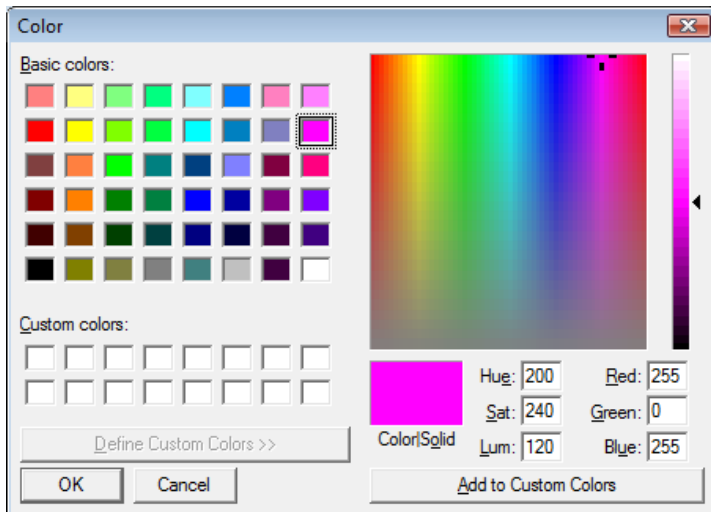 Color
Basic colors:
Custom colors:
Define Custom Colors >>
OK Cancel
Color|Solid
Hue: 200 Red: 255
Sat: 240 Green: 0
Lum: 120 Blue: 255
Add to Custom Colors